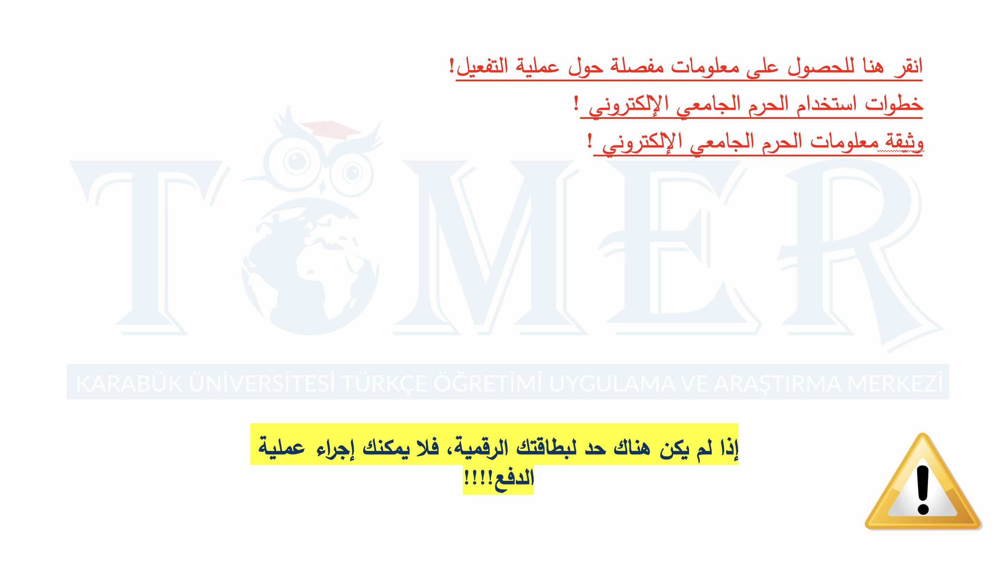 انقر هنا للحصول على معلومات مفصلة حول عملية التفعيل!
خطوات استخدام الحرم الجامعي الإلكتروني !
وثيقة معلومات الحرم الجامعي الإلكتروني !
TÖMER
KARABÜK ÜNİVERSİTESİ TÜRKÇE ÖĞRETİMİ UYGULAMA VE ARAŞTIRMA MERKEZİ
إذا لم يكن هناك حد لبطاقتك الرقمية، فلا يمكنك إجراء عملية
الدفع!!!!